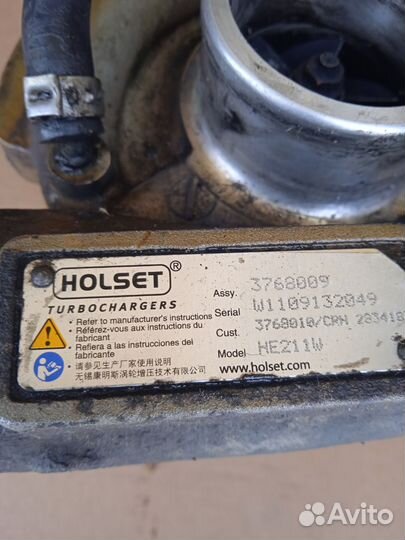 HOLSET®
TURBOCHARGERS
• Refer to manufacturer's instructions
• Référez-vous aux instructions du
fabricant
• Refiera a las instrucciones del
fabricante
• 请参见生产厂家使用说明
无锡康明斯涡轮增压技术有限公司
Assy. 3768009
Serial W1109132049
Cust. 3768010/CRN
Model HE211W
www.holset.com
Avito